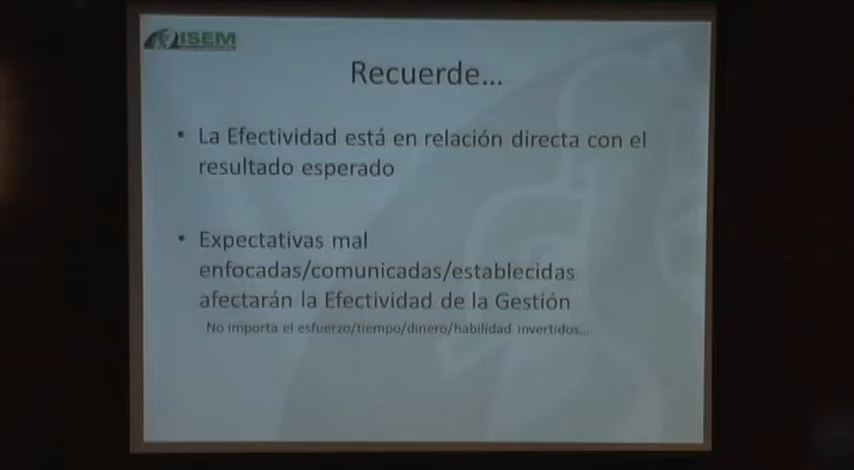 ISEM
Recuerde...
• La Efectividad está en relación directa con el
resultado esperado
• Expectativas mal
enfocadas/comunicadas/establecidas
afectarán la Efectividad de la Gestión
No importa el esfuerzo/tiempo/dinero/habilidad invertidos...